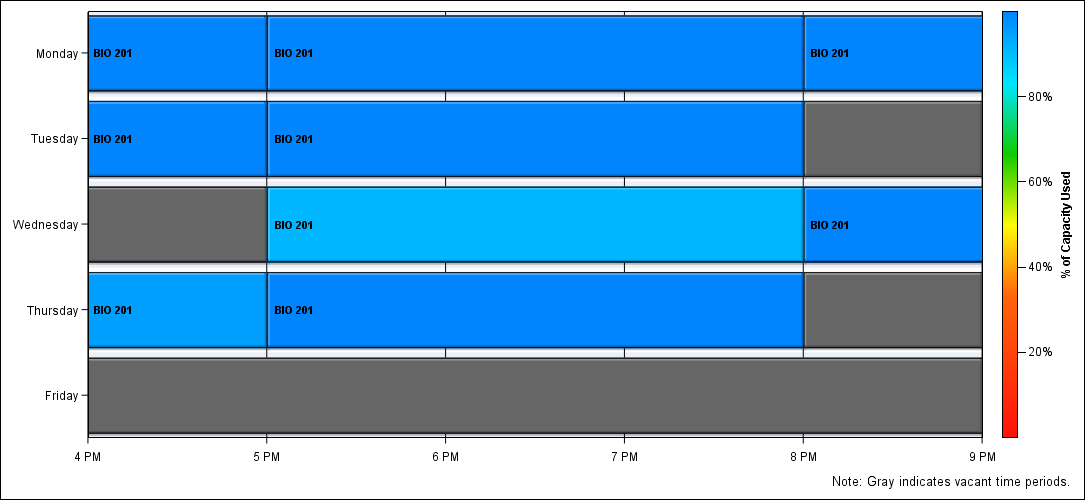 Monday
BIO 201
BIO 201
BIO 201
Tuesday
BIO 201
BIO 201
Wednesday
BIO 201
BIO 201
Thursday
BIO 201
BIO 201
Friday
4 PM
5 PM
6 PM
7 PM
8 PM
9 PM
80%
60%
40%
20%
% of Capacity Used
Note: Gray indicates vacant time periods.